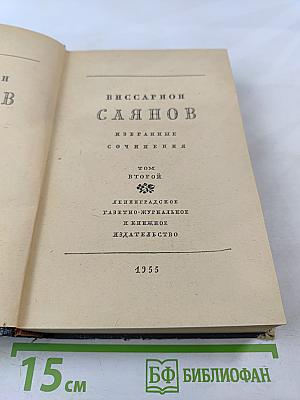 Н
В
ВИССАРИОН
САЯНОВ
ИЗБРАННЫЕ
СОЧИНЕНИЯ
ТОМ
ВТОРОЙ
ЛЕНИНГРАДСКОЕ
ГАЗЕТНО-ЖУРНАЛЬНОЕ
И КНИЖНОЕ
ИЗДАТЕЛЬСТВО
1955
15 см
БФ БИБЛИОФАН